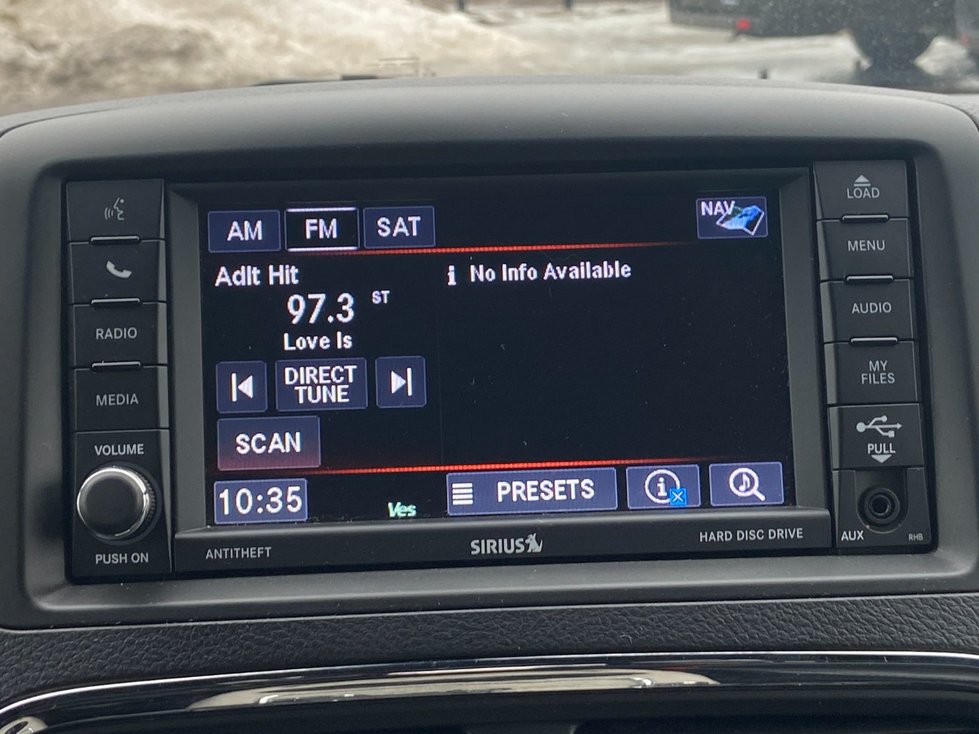 LOAD
AM FM SAT NAV
MENU
Adlt Hit
i No Info Available
97.3 ST
Love Is
RADIO
AUDIO
DIRECT
TUNE
MEDIA
MY
FILES
SCAN
VOLUME
PULL
10:35
Ves
PRESETS
i
PUSH ON
ANTITHEFT
SIRIUS
HARD DISC DRIVE
AUX
RHB